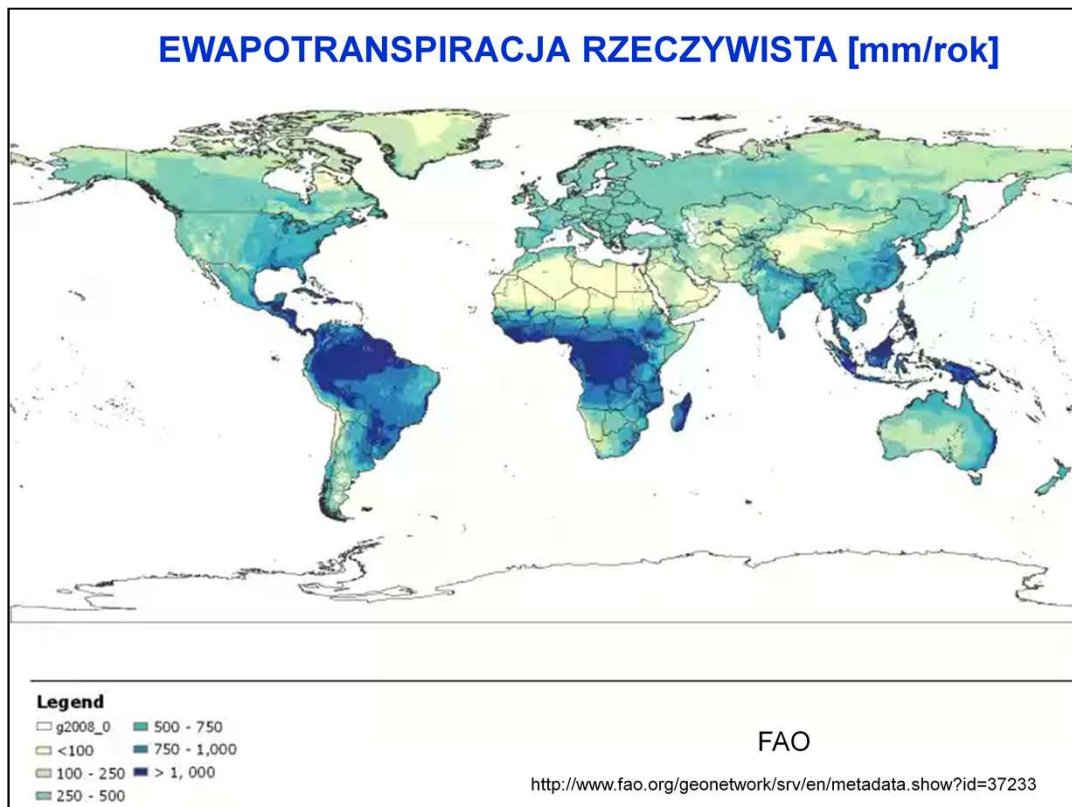 EWAPOTRANSPIRACJA RZECZYWISTA [mm/rok]
Legend
g2008_0
<100
100 - 250
250 - 500
500 - 750
750 - 1,000
> 1, 000
FAO
http://www.fao.org/geonetwork/srv/en/metadata.show?id=37233